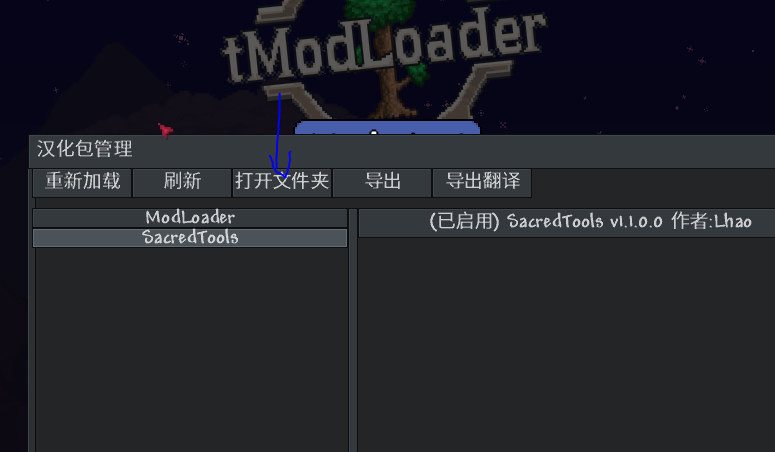 tModLoader
汉化包管理
重新加载 刷新 打开文件夹 导出 导出翻译
ModLoader
SacredTools
(已启用) SacredTools v1.1.0.0 作者:Lhao